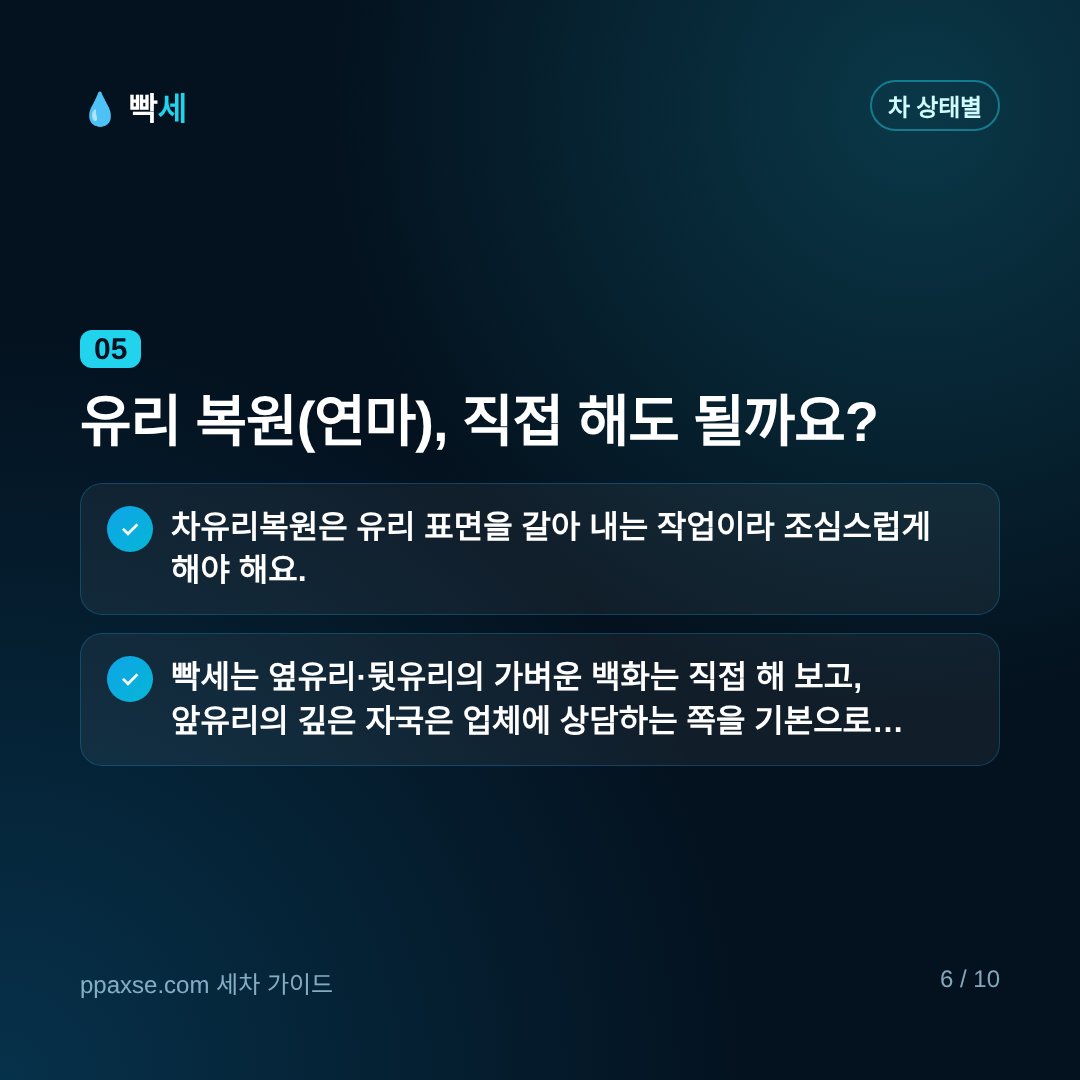 빡세
차 상태별
05
유리 복원(연마), 직접 해도 될까요?
차유리복원은 유리 표면을 갈아 내는 작업이라 조심스럽게
해야 해요.
빡세는 옆유리·뒷유리의 가벼운 백화는 직접 해 보고,
앞유리의 깊은 자국은 업체에 상담하는 쪽을 기본으로…
ppaxse.com 세차 가이드
6 / 10